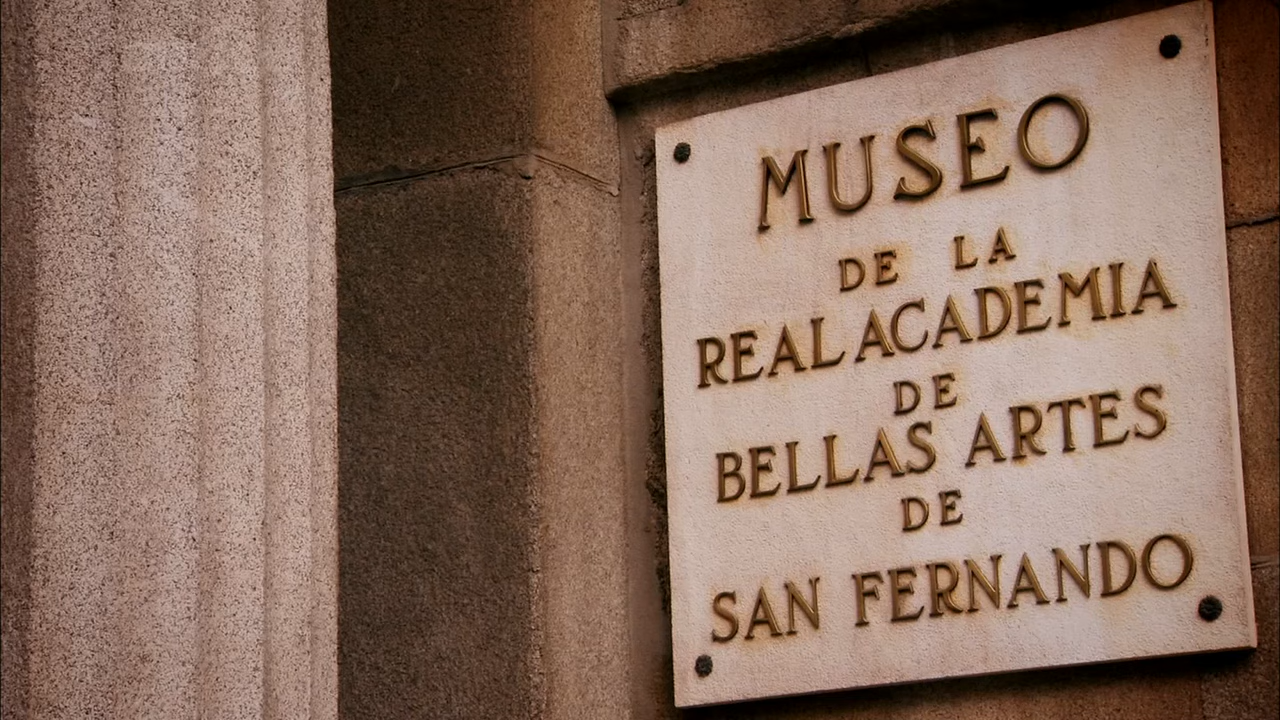 MUSEO
DE LA
REAL ACADEMIA
DE
BELLAS ARTES
DE
SAN FERNANDO